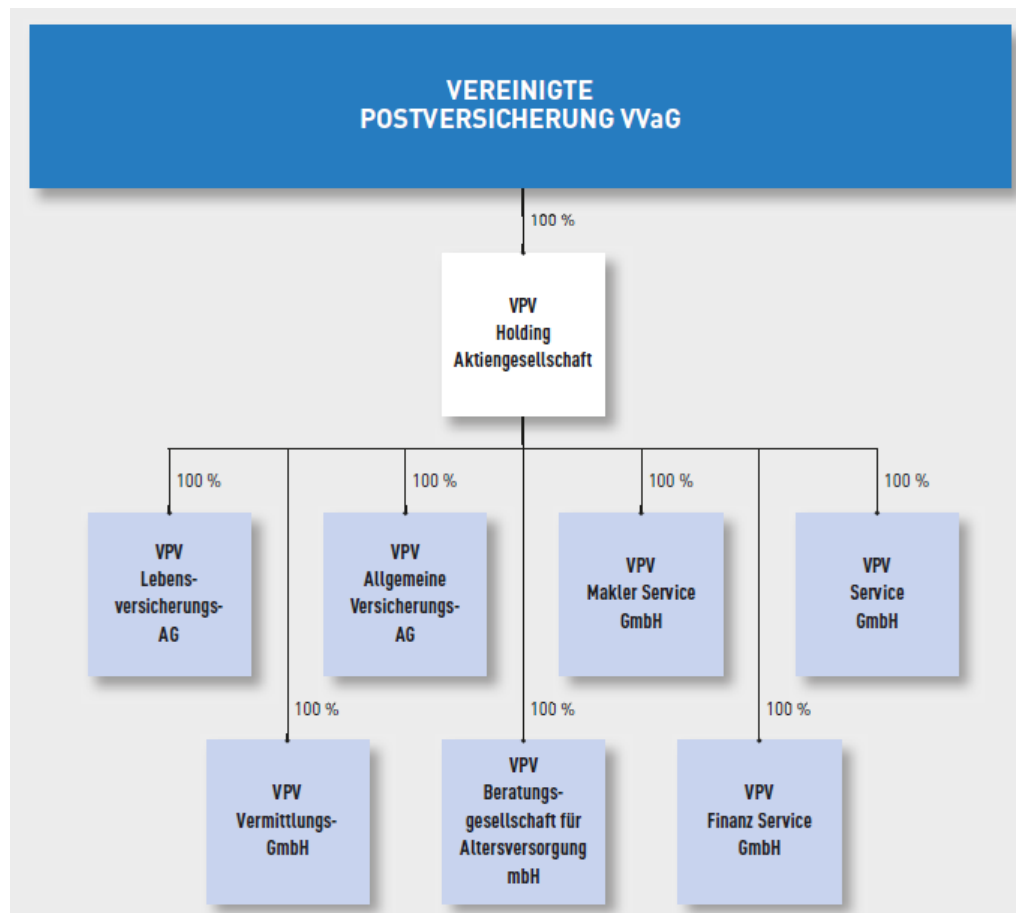 VEREINIGTE
POSTVERSICHERUNG VVaG
100 %
VPV
Holding
Aktiengesellschaft
100 %
100 %
100 %
100 %
VPV
Lebens-
versicherungs-
AG
VPV
Allgemeine
Versicherungs-
AG
VPV
Makler Service
GmbH
VPV
Service
GmbH
100 %
100 %
100 %
VPV
Vermittlungs-
GmbH
VPV
Beratungs-
gesellschaft für
Altersversorgung
mbH
VPV
Finanz Service
GmbH